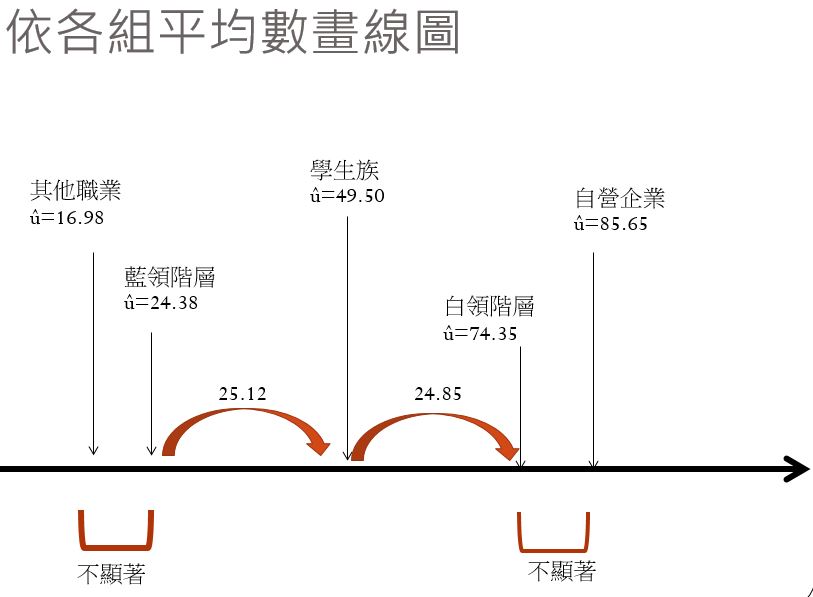 依各組平均數畫線圖
學生族
û=49.50
其他職業
û=16.98
自營企業
û=85.65
藍領階層
û=24.38
白領階層
û=74.35
25.12
24.85
不顯著
不顯著